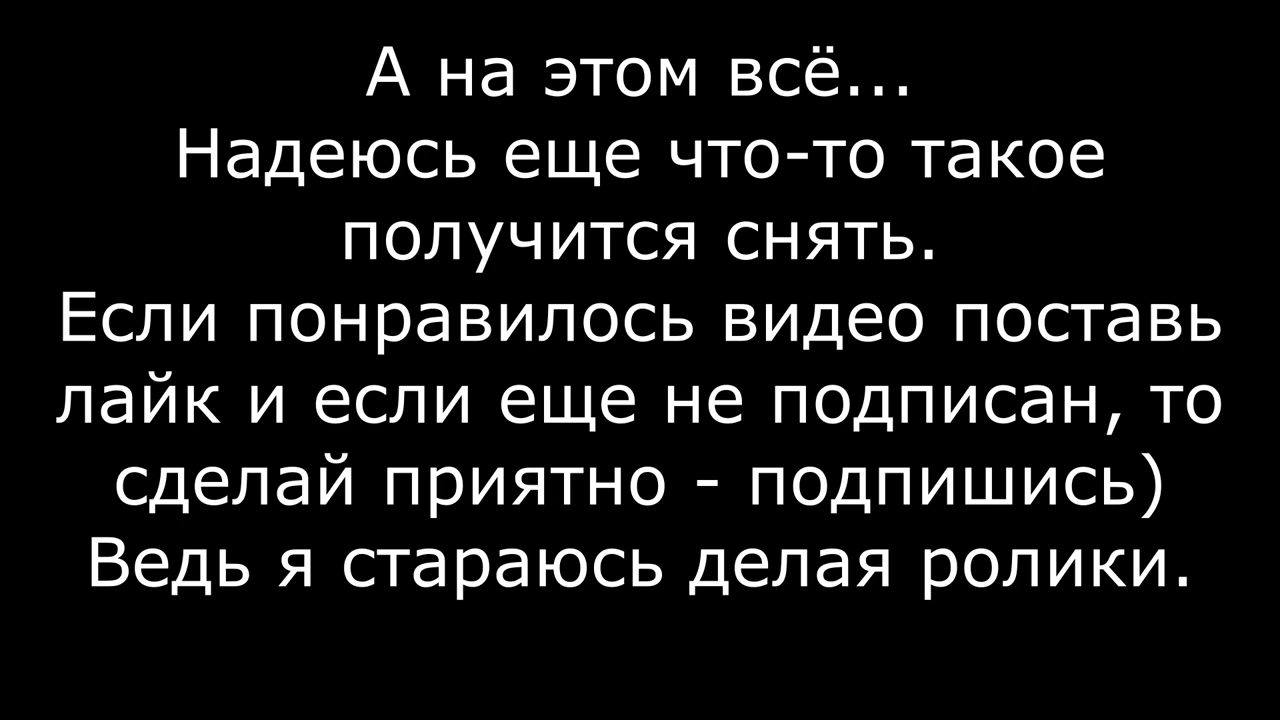 А на этом всё...
Надеюсь еще что-то такое
получится снять.
Если понравилось видео поставь
лайк и если еще не подписан, то
сделай приятно - подпишись)
Ведь я стараюсь делая ролики.